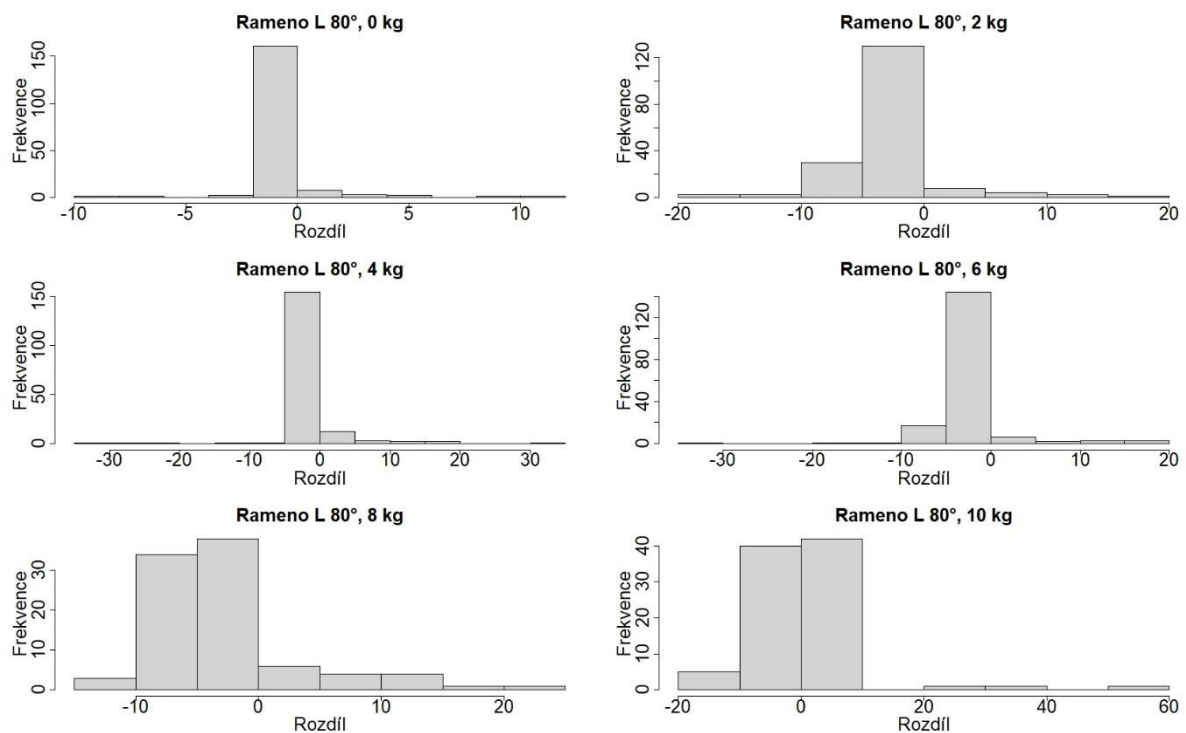 Rameno L 80°, 0 kg
Frekvence
150
100
50
0
-10 -5 0 5 10
Rozdíl
Rameno L 80°, 2 kg
Frekvence
120
80
40
0
-20 -10 0 10 20
Rozdíl
Rameno L 80°, 4 kg
Frekvence
150
100
50
0
-30 -20 -10 0 10 20 30
Rozdíl
Rameno L 80°, 6 kg
Frekvence
120
80
40
0
-30 -20 -10 0 10 20
Rozdíl
Rameno L 80°, 8 kg
Frekvence
30
20
10
0
-10 0 10 20
Rozdíl
Rameno L 80°, 10 kg
Frekvence
40
30
20
10
0
-20 0 20 40 60
Rozdíl